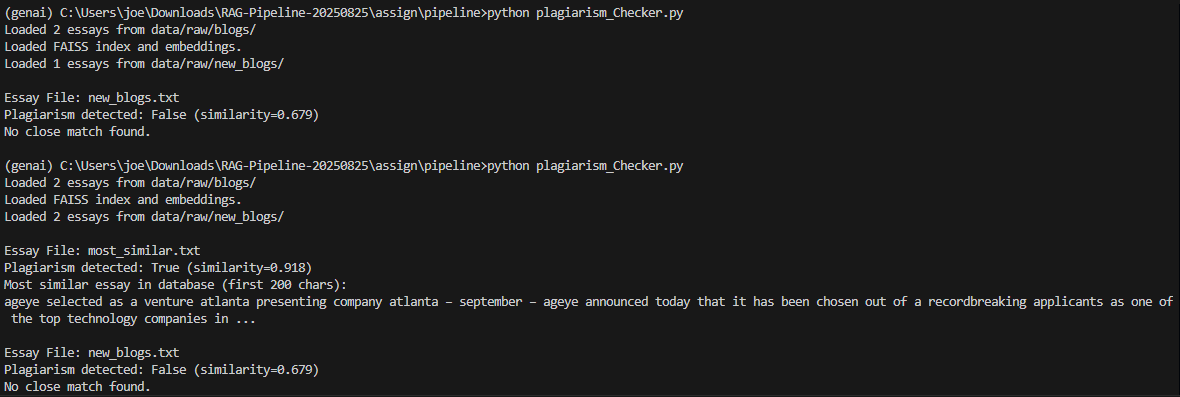 (genai) C:\Users\joe\Downloads\RAG-Pipeline-20250825\assign\pipeline>python plagiarism_Checker.py
Loaded 2 essays from data/raw/blogs/
Loaded FAISS index and embeddings.
Loaded 1 essays from data/raw/new_blogs/
Essay File: new_blogs.txt
Plagiarism detected: False (similarity=0.679)
No close match found.
(genai) C:\Users\joe\Downloads\RAG-Pipeline-20250825\assign\pipeline>python plagiarism_Checker.py
Loaded 2 essays from data/raw/blogs/
Loaded FAISS index and embeddings.
Loaded 2 essays from data/raw/new_blogs/
Essay File: most_similar.txt
Plagiarism detected: True (similarity=0.918)
Most similar essay in database (first 200 chars):
ageye selected as a venture atlanta presenting company atlanta – september – ageye announced today that it has been chosen out of a recordbreaking applicants as one of
the top technology companies in ...
Essay File: new_blogs.txt
Plagiarism detected: False (similarity=0.679)
No close match found.